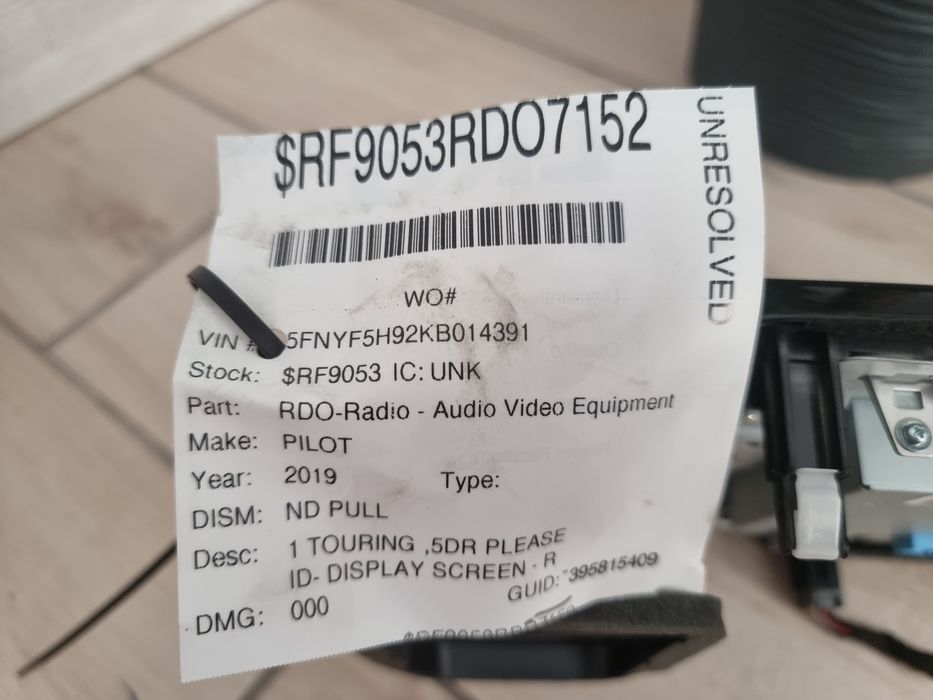 $RF9053RDO7152
UNRESOLVED
WO#
VIN #: 5FNYF5H92KB014391
Stock: $RF9053 IC: UNK
Part: RDO-Radio - Audio Video Equipment
Make: PILOT
Year: 2019 Type:
DISM: ND PULL
Desc: 1 TOURING ,5DR PLEASE
ID- DISPLAY SCREEN - R
GUID: 395815409
DMG: 000
$RF9053RDO7152